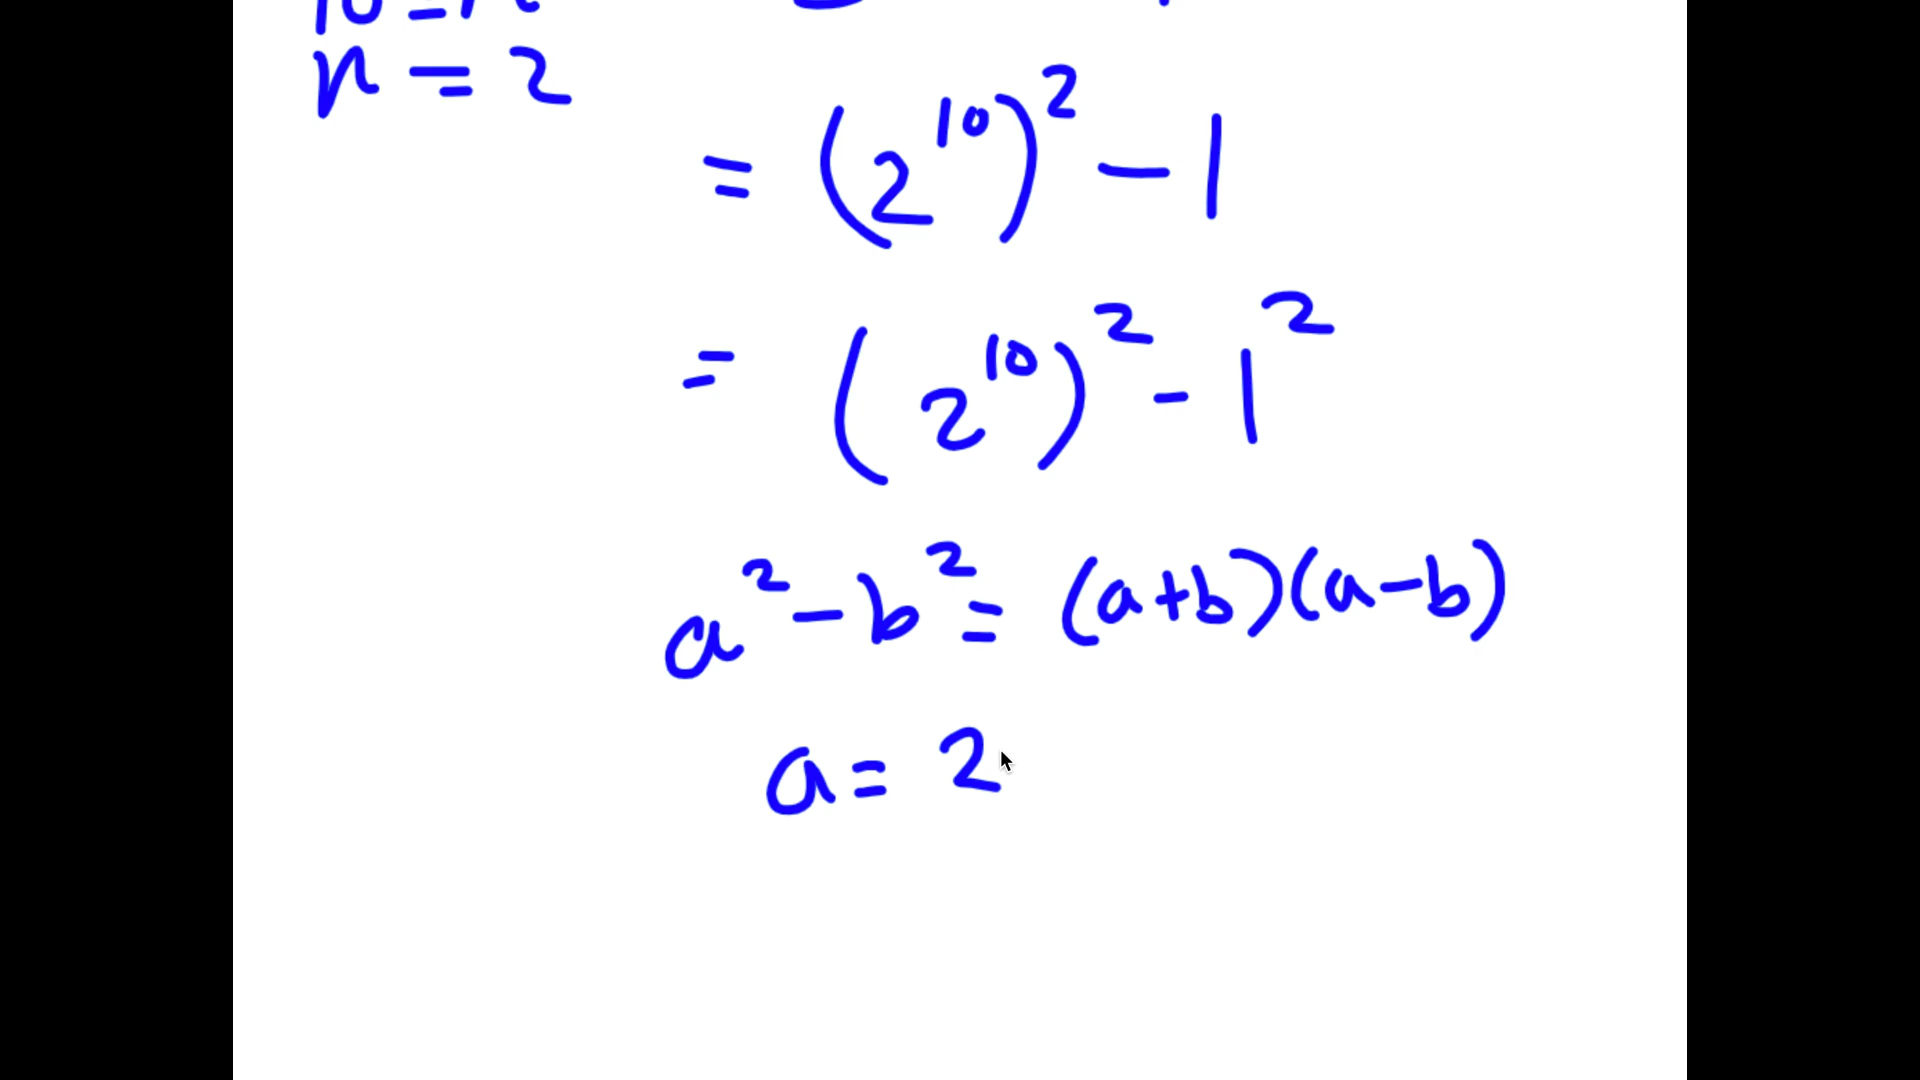 n = 2
= (2^10)^2 - 1
= (2^10)^2 - 1^2
a^2 - b^2 = (a+b)(a-b)
a = 2